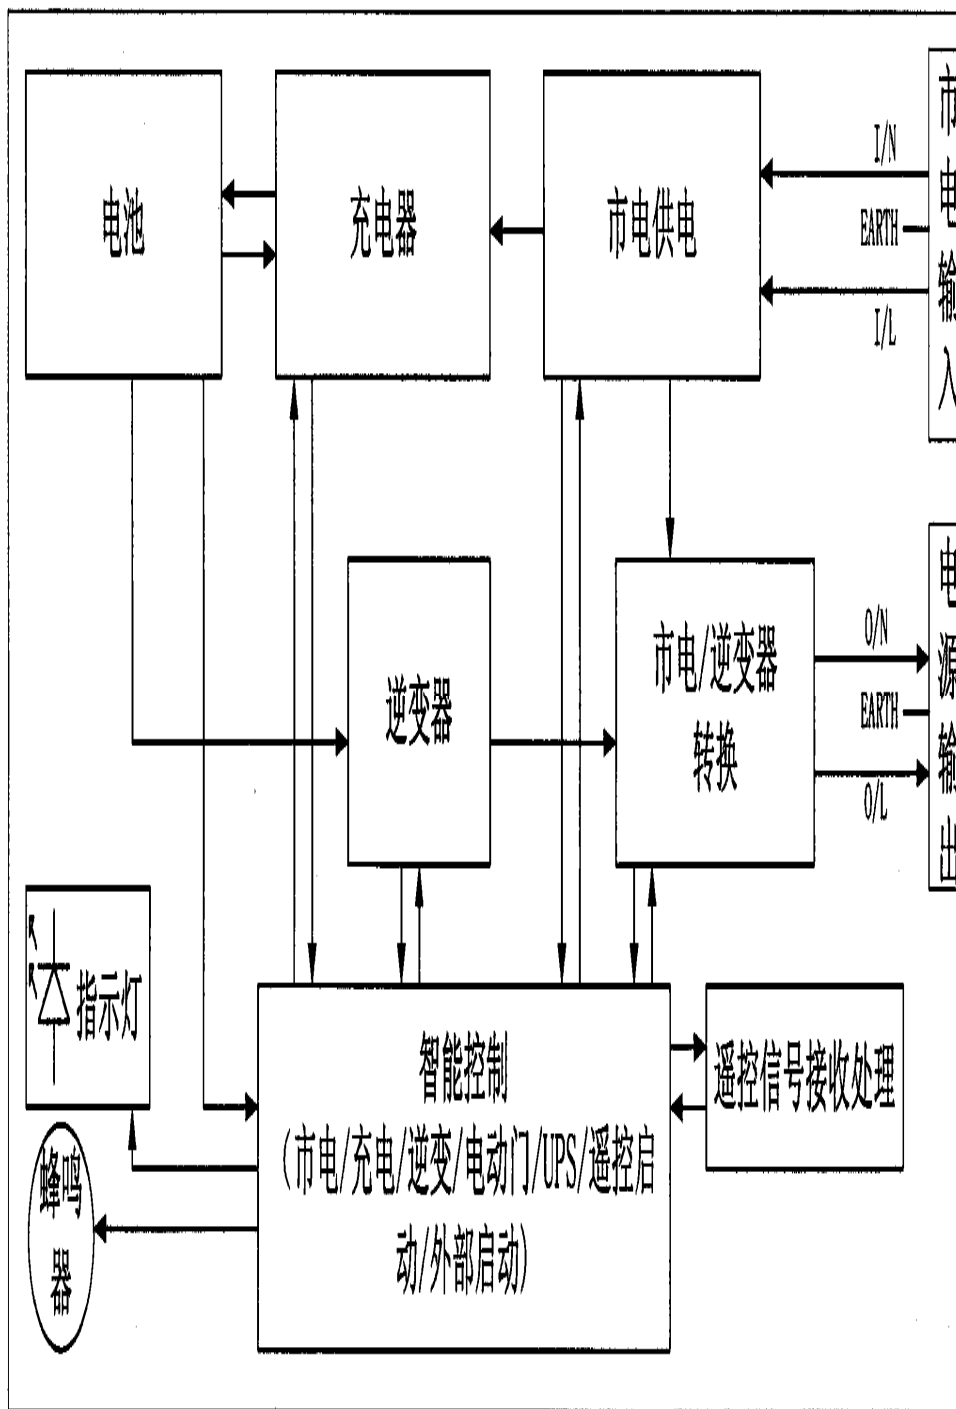 电池
充电器
市电供电
I/N
EARTH
I/L
市电输入
逆变器
市电/逆变器
转换
O/N
EARTH
O/L
电源输出
指示灯
蜂鸣
器
智能控制
（市电/充电/逆变/电动门/UPS/遥控启
动/外部启动）
遥控信号接收处理